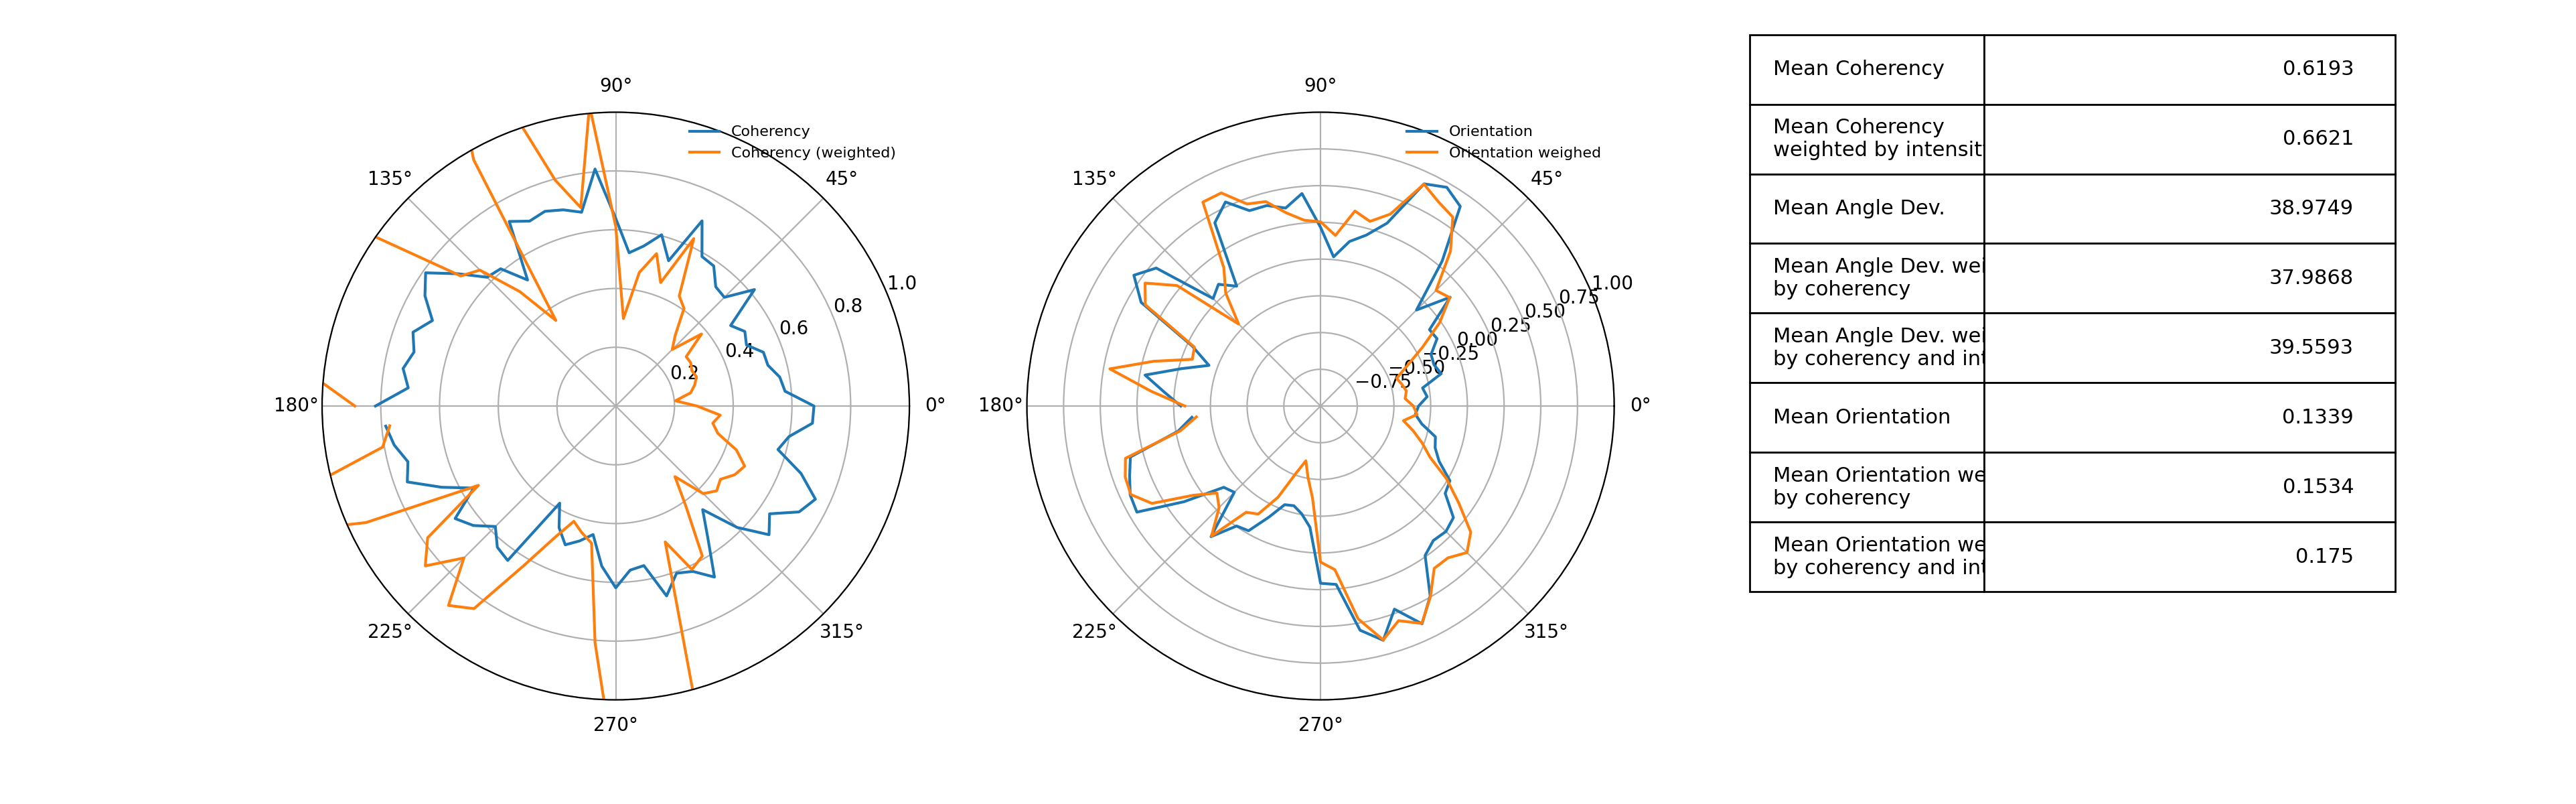 90°
Coherency
Coherency (weighted)
135°
45°
1.0
0.8
0.6
0.4
0.2
180°
0°
225°
315°
270°
90°
Orientation
Orientation weighed
135°
45°
1.00
0.75
0.50
0.25
0.00
−0.25
−0.50
−0.75
180°
0°
225°
315°
270°
Mean Coherency 0.6193
Mean Coherency
weighted by intensit 0.6621
Mean Angle Dev. 38.9749
Mean Angle Dev. wei
by coherency 37.9868
Mean Angle Dev. wei
by coherency and int 39.5593
Mean Orientation 0.1339
Mean Orientation we
by coherency 0.1534
Mean Orientation we
by coherency and int 0.175